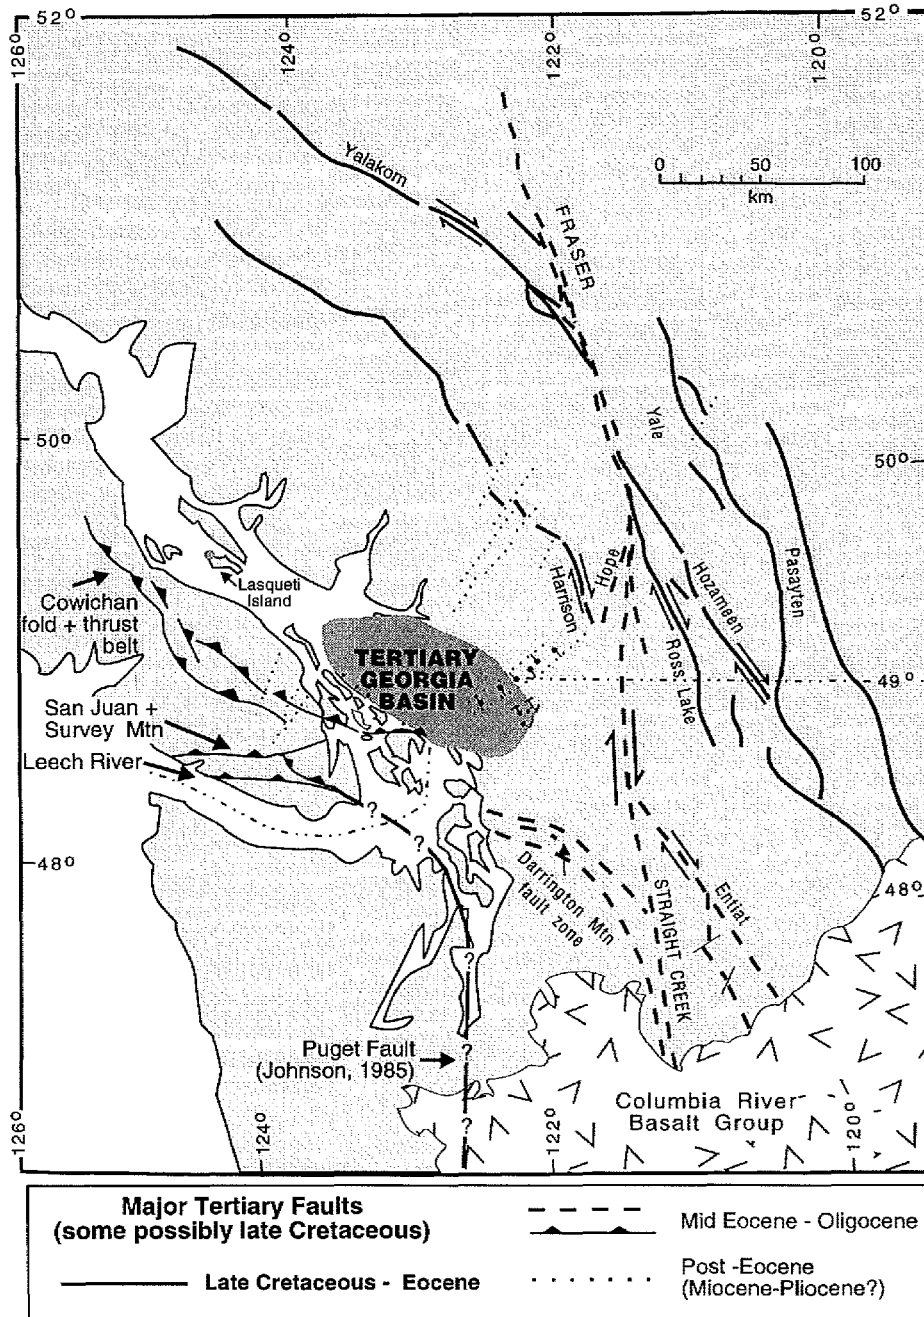 52°
52°
126°
124°
122°
120°
0
50
100
km
Yalakom
FRASER
50°
50°
Yale
Pasayten
Hozameen
Ross Lake
Hope
Harrison
Lasqueti
Island
Cowichan
fold + thrust
belt
TERTIARY
GEORGIA
BASIN
49°
San Juan +
Survey Mtn
Leech River
?
?
48°
48°
Darrington Mtn
fault zone
STRAIGHT CREEK
Entiat
?
Puget Fault
(Johnson, 1985)
?
?
Columbia River
Basalt Group
126°
124°
122°
120°
Major Tertiary Faults
(some possibly late Cretaceous)
Late Cretaceous - Eocene
Mid Eocene - Oligocene
Post -Eocene
(Miocene-Pliocene?)